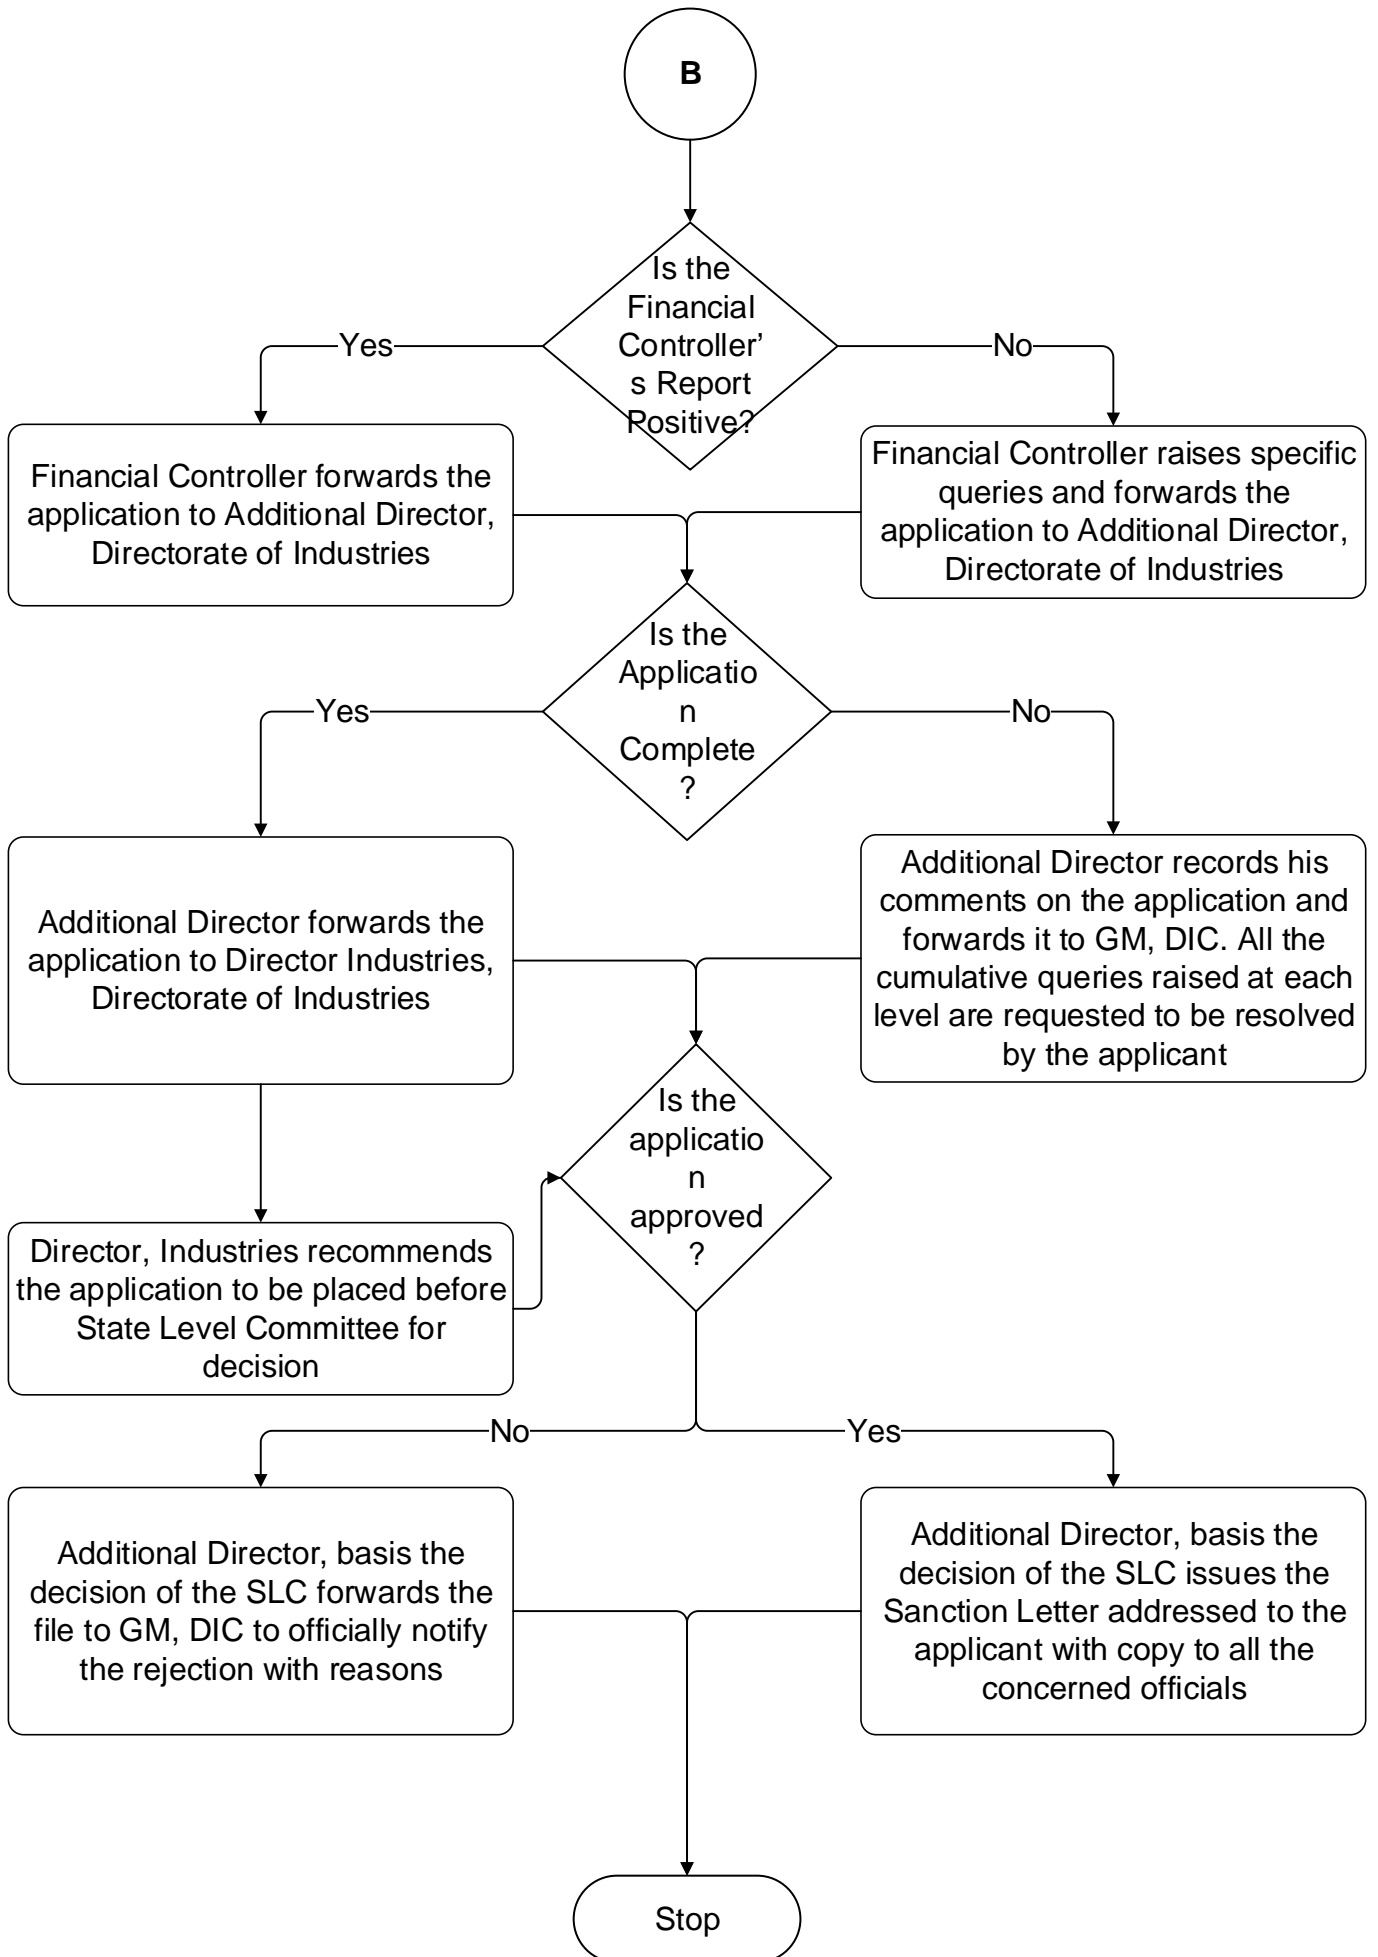 B
Is the
Financial
Controller’
s Report
Positive?
Yes
No
Financial Controller forwards the
application to Additional Director,
Directorate of Industries
Financial Controller raises specific
queries and forwards the
application to Additional Director,
Directorate of Industries
Is the
Applicatio
n
Complete
?
Yes
No
Additional Director forwards the
application to Director Industries,
Directorate of Industries
Additional Director records his
comments on the application and
forwards it to GM, DIC. All the
cumulative queries raised at each
level are requested to be resolved
by the applicant
Is the
applicatio
n
approved
?
Director, Industries recommends
the application to be placed before
State Level Committee for
decision
No
Yes
Additional Director, basis the
decision of the SLC forwards the
file to GM, DIC to officially notify
the rejection with reasons
Additional Director, basis the
decision of the SLC issues the
Sanction Letter addressed to the
applicant with copy to all the
concerned officials
Stop